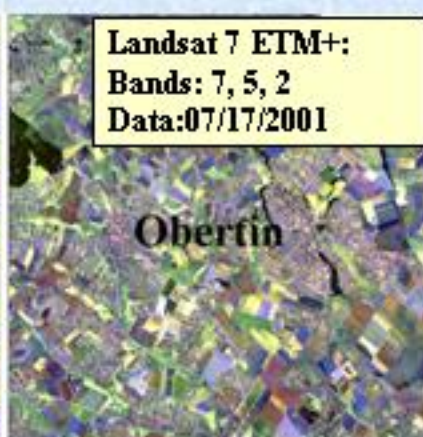 Landsat 7 ETM+:
Bands: 7, 5, 2
Data:07/17/2001
Obertin